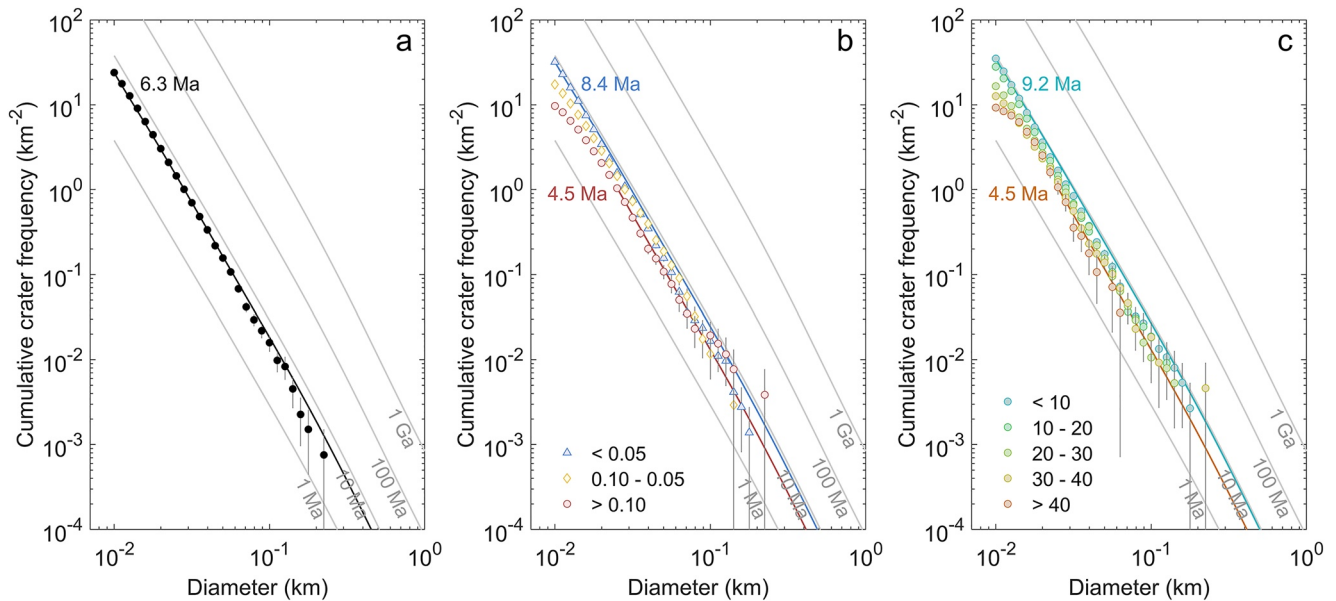 a
Cumulative crater frequency (km⁻²)
10²
10¹
10⁰
10⁻¹
10⁻²
10⁻³
10⁻⁴
6.3 Ma
1 Ma
10 Ma
100 Ma
1 Ga
10⁻²
10⁻¹
10⁰
Diameter (km)
b
Cumulative crater frequency (km⁻²)
10²
10¹
10⁰
10⁻¹
10⁻²
10⁻³
10⁻⁴
8.4 Ma
4.5 Ma
< 0.05
0.10 - 0.05
> 0.10
1 Ma
10 Ma
100 Ma
1 Ga
10⁻²
10⁻¹
10⁰
Diameter (km)
c
Cumulative crater frequency (km⁻²)
10²
10¹
10⁰
10⁻¹
10⁻²
10⁻³
10⁻⁴
9.2 Ma
4.5 Ma
< 10
10 - 20
20 - 30
30 - 40
> 40
1 Ma
10 Ma
100 Ma
1 Ga
10⁻²
10⁻¹
10⁰
Diameter (km)